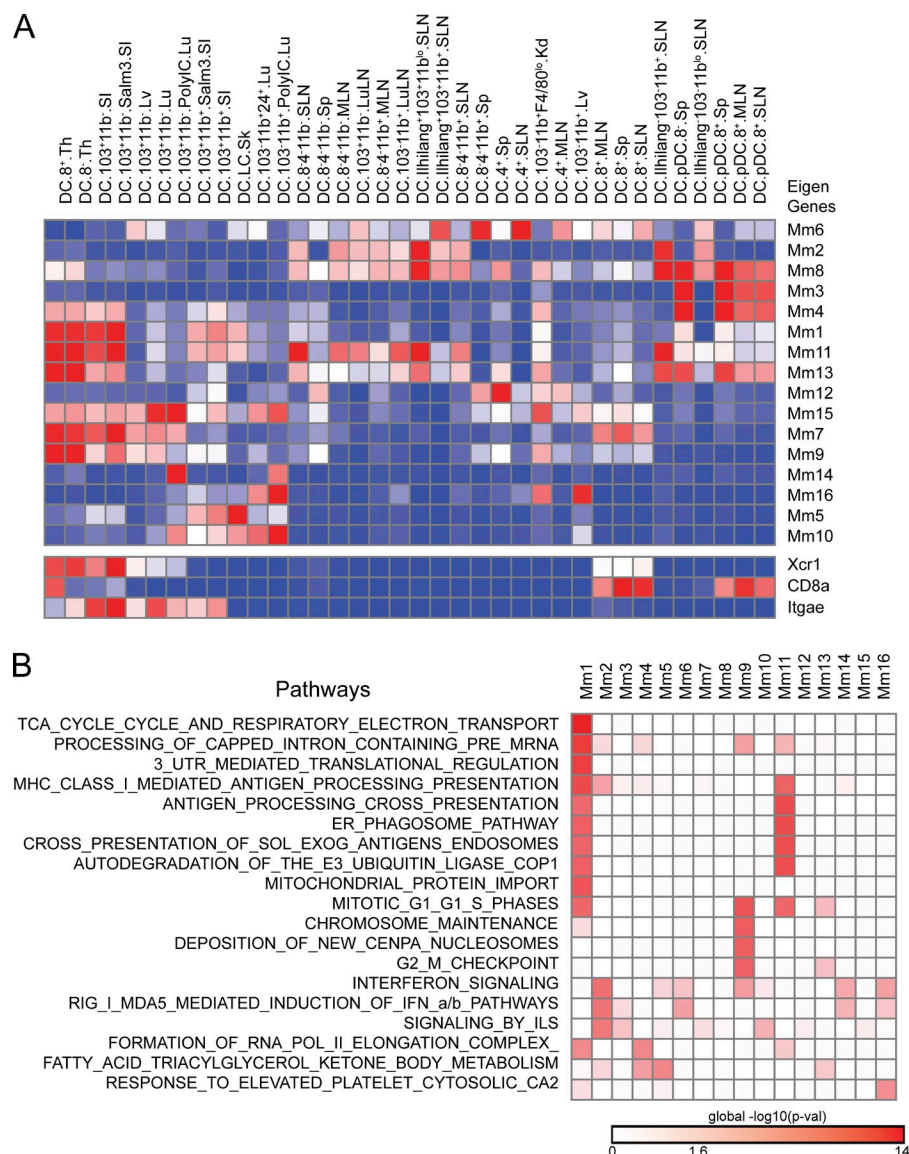 A
DC.8⁺.Th
DC.8⁻.Th
DC.103⁺11b⁻.SI
DC.103⁺11b⁻.Salm3.SI
DC.103⁺11b⁻.Lv
DC.103⁺11b⁻.Lu
DC.103⁺11b⁻.PolyIC.Lu
DC.103⁺11b⁺.Salm3.SI
DC.103⁺11b⁺.SI
DC.LC.Sk
DC.103⁻11b⁺24⁺.Lu
DC.103⁻11b⁺.PolyIC.Lu
DC.8⁻4⁻11b⁻.SLN
DC.8⁻4⁻11b⁻.Sp
DC.8⁻4⁻11b⁻.MLN
DC.103⁻11b⁻.LuLN
DC.8⁻4⁻11b⁺.MLN
DC.103⁻11b⁺.LuLN
DC.IIhilang⁺103⁺11bˡᵒ.SLN
DC.IIhilang⁺103⁺11b⁺.SLN
DC.8⁻4⁻11b⁺.SLN
DC.8⁻4⁻11b⁺.Sp
DC.4⁺.Sp
DC.4⁺.SLN
DC.103⁻11b⁺F4/80ˡᵒ.Kd
DC.4⁺.MLN
DC.103⁻11b⁺.Lv
DC.8⁺.MLN
DC.8⁺.Sp
DC.8⁺.SLN
DC.IIhilang⁻103⁻11b⁺.SLN
DC.pDC.8⁻.Sp
DC.IIhilang⁻103⁻11bˡᵒ.SLN
DC.pDC.8⁺.Sp
DC.pDC.8⁺.MLN
DC.pDC.8⁺.SLN
Eigen
Genes
Mm6
Mm2
Mm8
Mm3
Mm4
Mm1
Mm11
Mm13
Mm12
Mm15
Mm7
Mm9
Mm14
Mm16
Mm5
Mm10
Xcr1
CD8a
Itgae
B
Pathways
Mm1 Mm2 Mm3 Mm4 Mm5 Mm6 Mm7 Mm8 Mm9 Mm10 Mm11 Mm12 Mm13 Mm14 Mm15 Mm16
TCA_CYCLE_CYCLE_AND_RESPIRATORY_ELECTRON_TRANSPORT
PROCESSING_OF_CAPPED_INTRON_CONTAINING_PRE_MRNA
3_UTR_MEDIATED_TRANSLATIONAL_REGULATION
MHC_CLASS_I_MEDIATED_ANTIGEN_PROCESSING_PRESENTATION
ANTIGEN_PROCESSING_CROSS_PRESENTATION
ER_PHAGOSOME_PATHWAY
CROSS_PRESENTATION_OF_SOL_EXOG_ANTIGENS_ENDOSOMES
AUTODEGRADATION_OF_THE_E3_UBIQUITIN_LIGASE_COP1
MITOCHONDRIAL_PROTEIN_IMPORT
MITOTIC_G1_G1_S_PHASES
CHROMOSOME_MAINTENANCE
DEPOSITION_OF_NEW_CENPA_NUCLEOSOMES
G2_M_CHECKPOINT
INTERFERON_SIGNALING
RIG_I_MDA5_MEDIATED_INDUCTION_OF_IFN_a/b_PATHWAYS
SIGNALING_BY_ILS
FORMATION_OF_RNA_POL_II_ELONGATION_COMPLEX_
FATTY_ACID_TRIACYLGLYCEROL_KETONE_BODY_METABOLISM
RESPONSE_TO_ELEVATED_PLATELET_CYTOSOLIC_CA2
global -log10(p-val)
0 1.6 14